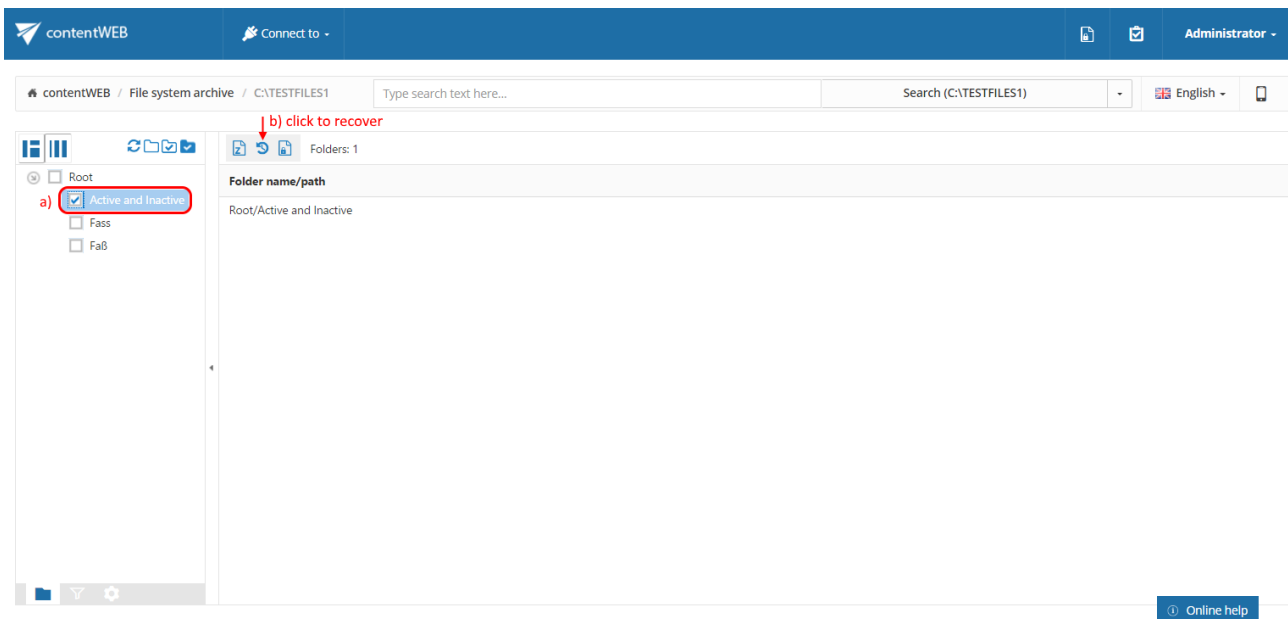 contentWEB
Connect to
Administrator
contentWEB / File system archive / C:\TESTFILES1
Type search text here...
Search (C:\TESTFILES1)
English
b) click to recover
Folders: 1
Root
Folder name/path
a)
Active and Inactive
Root/Active and Inactive
Fass
Faß
Online help